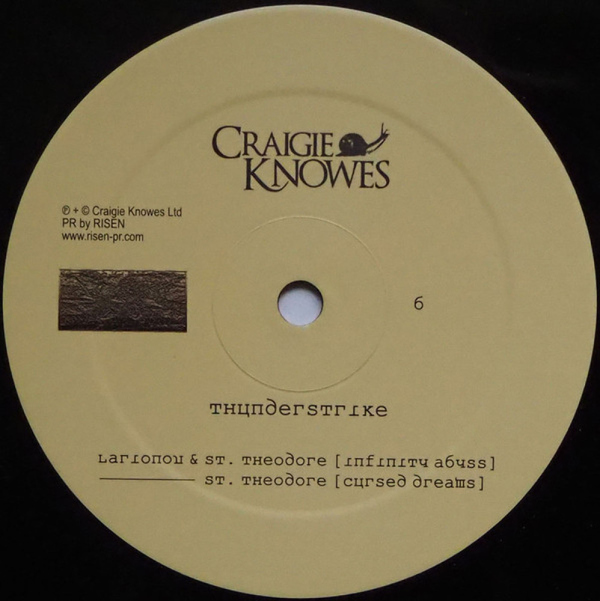 CRAIGIE
KNOWES
℗ + © Craigie Knowes Ltd
PR by RISEN
www.risen-pr.com
6
thunderstrike
larionov & st. theodore [infinity abyss]
st. theodore [cursed dreams]